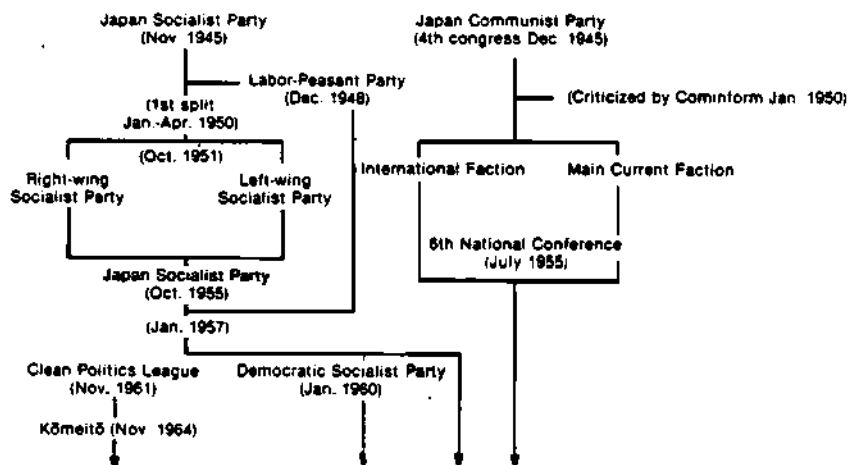 Japan Socialist Party
(Nov 1945)
Japan Communist Party
(4th congress Dec 1945)
Labor-Peasant Party
(Dec. 1948)
(1st split
Jan.-Apr. 1950)
(Criticized by Cominform Jan 1950)
(Oct. 1951)
Right-wing
Socialist Party
Left-wing
Socialist Party
International Faction
Main Current Faction
6th National Conference
(July 1955)
Japan Socialist Party
(Oct. 1955)
(Jan. 1957)
Clean Politics League
(Nov. 1961)
Democratic Socialist Party
(Jan. 1960)
Kōmeitō (Nov 1964)